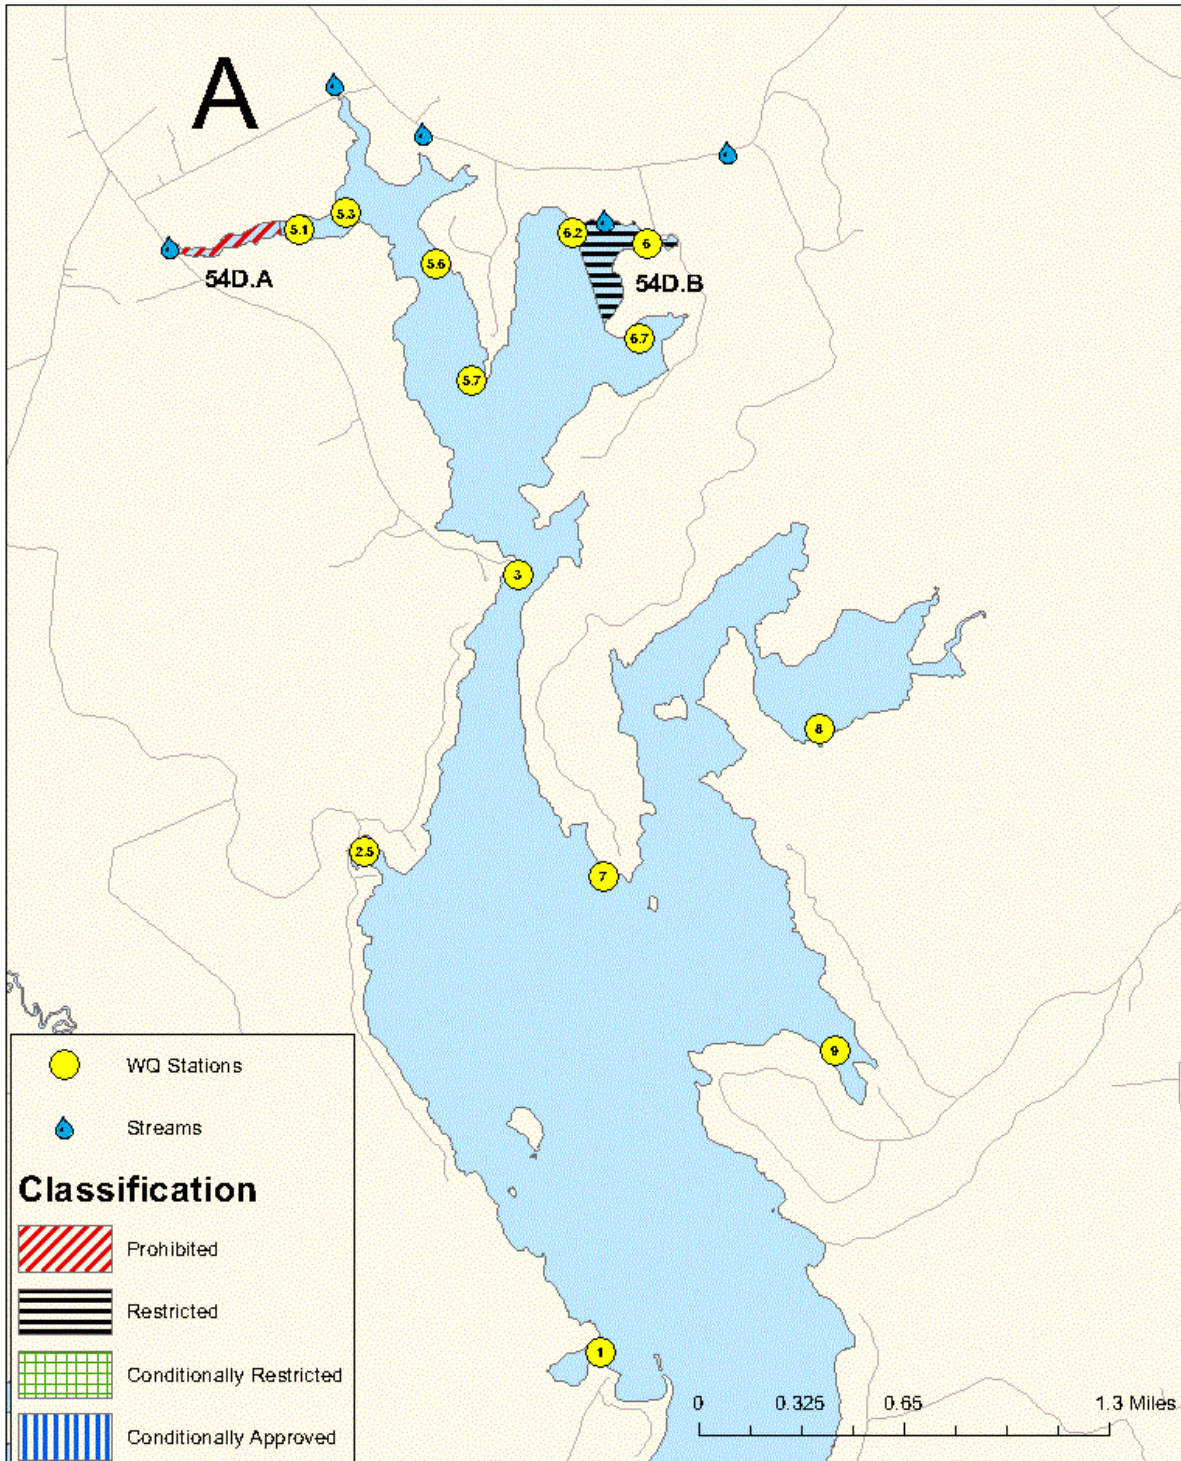 A
5.3
5.1
6.2
6
54D.A
5.6
54D.B
6.7
5.7
3
8
2.5
7
9
WQ Stations
Streams
Classification
Prohibited
Restricted
Conditionally Restricted
Conditionally Approved
1
0 0.325 0.65 1.3 Miles